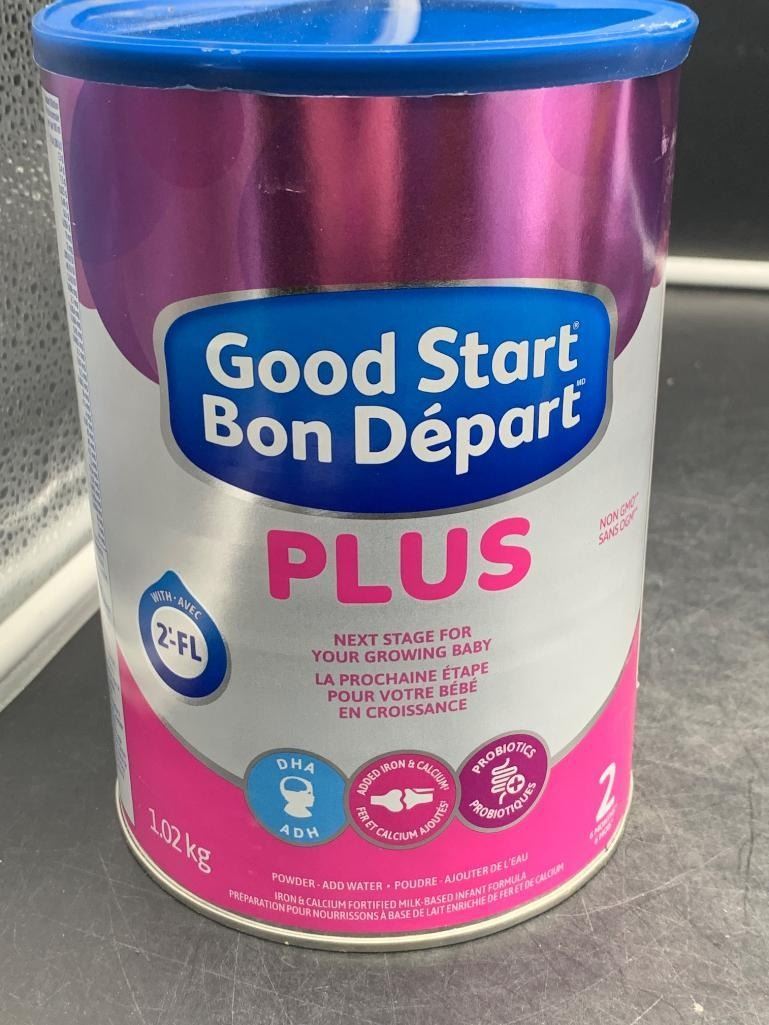 Good Start®
Bon Départ MD
PLUS
NON GMO**
SANS OGM**
WITH • AVEC
2'-FL
NEXT STAGE FOR
YOUR GROWING BABY
LA PROCHAINE ÉTAPE
POUR VOTRE BÉBÉ
EN CROISSANCE
DHA
ADH
ADDED IRON & CALCIUM
FER ET CALCIUM AJOUTÉS
PROBIOTICS
PROBIOTIQUES
2
1.02 kg
POWDER - ADD WATER • POUDRE - AJOUTER DE L'EAU
IRON & CALCIUM FORTIFIED MILK-BASED INFANT FORMULA
PRÉPARATION POUR NOURRISSONS À BASE DE LAIT ENRICHIE DE FER ET DE CALCIUM